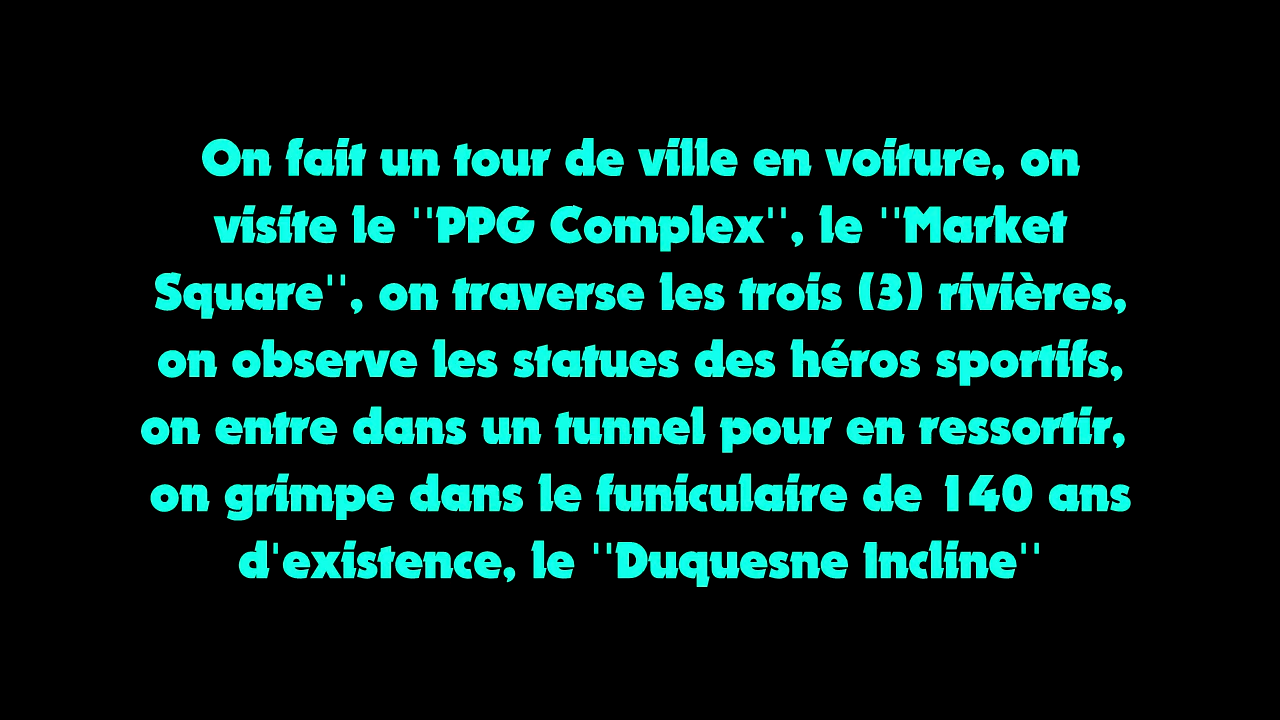 On fait un tour de ville en voiture, on
visite le ''PPG Complex'', le ''Market
Square'', on traverse les trois (3) rivières,
on observe les statues des héros sportifs,
on entre dans un tunnel pour en ressortir,
on grimpe dans le funiculaire de 140 ans
d'existence, le ''Duquesne Incline''